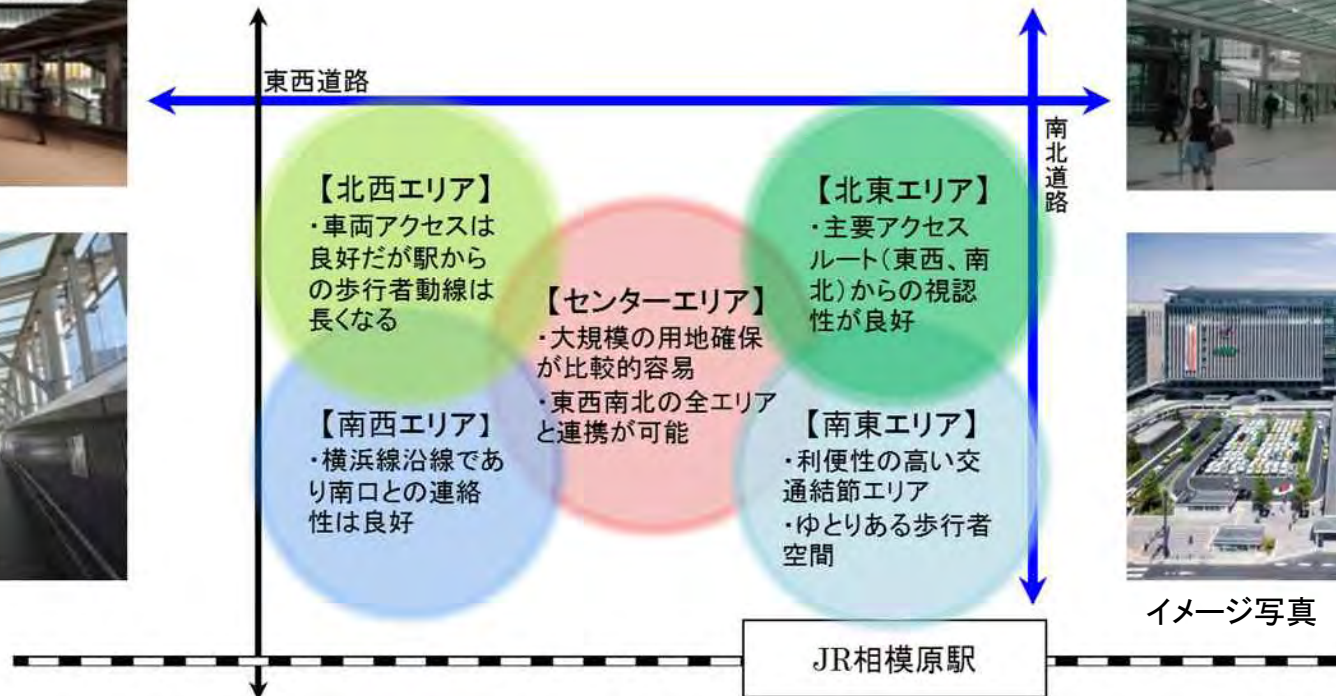 東西道路
南北道路
【北西エリア】
・車両アクセスは
良好だが駅から
の歩行者動線は
長くなる
【北東エリア】
・主要アクセス
ルート(東西、南
北)からの視認
性が良好
【センターエリア】
・大規模の用地確保
が比較的容易
・東西南北の全エリア
と連携が可能
【南西エリア】
・横浜線沿線であ
り南口との連絡
性は良好
【南東エリア】
・利便性の高い交
通結節エリア
・ゆとりある歩行者
空間
イメージ写真
JR相模原駅